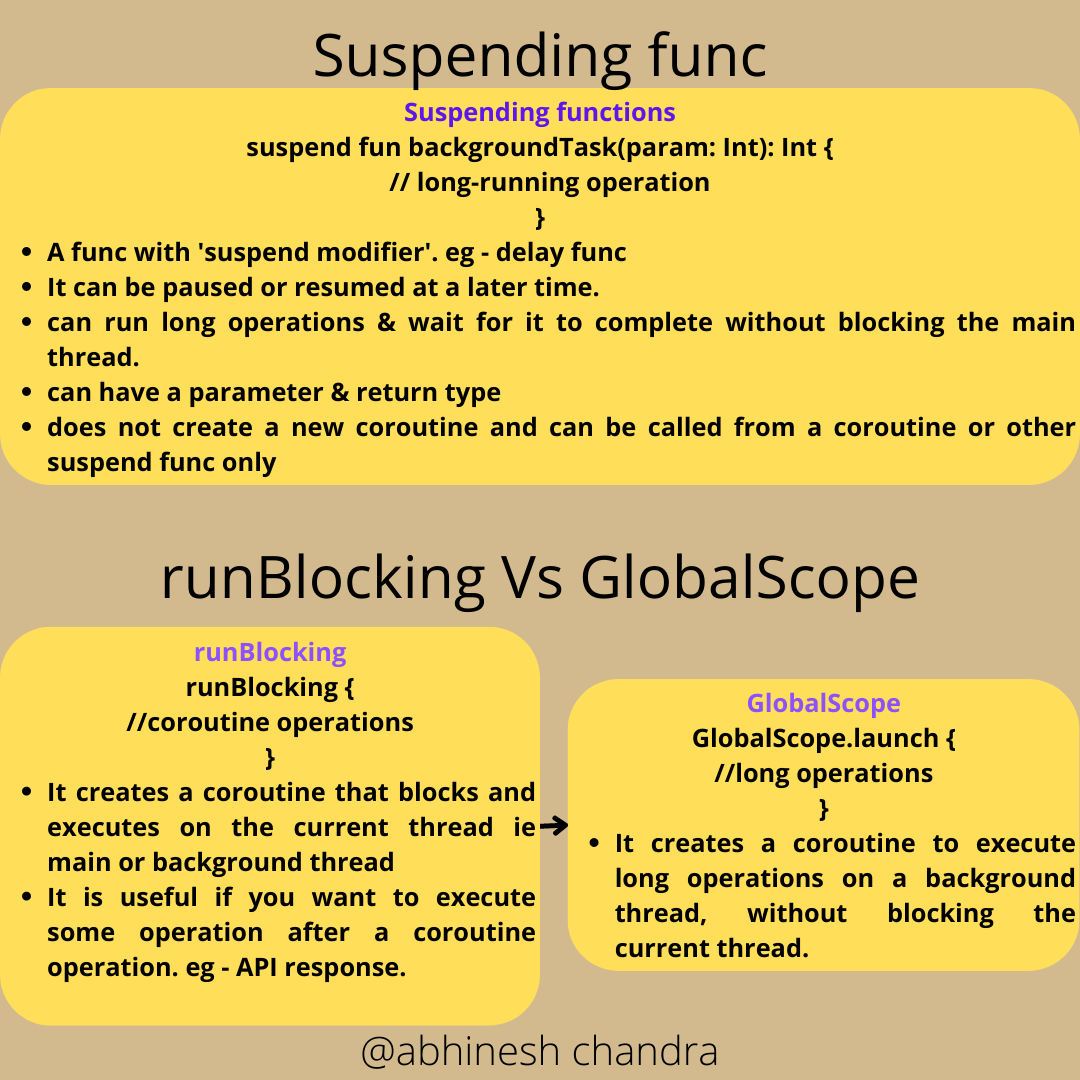 Suspending func
Suspending functions
suspend fun backgroundTask(param: Int): Int {
// long-running operation
}
• A func with 'suspend modifier'. eg - delay func
• It can be paused or resumed at a later time.
• can run long operations & wait for it to complete without blocking the main
thread.
• can have a parameter & return type
• does not create a new coroutine and can be called from a coroutine or other
suspend func only
runBlocking Vs GlobalScope
runBlocking
runBlocking {
//coroutine operations
}
• It creates a coroutine that blocks and
executes on the current thread ie
main or background thread
• It is useful if you want to execute
some operation after a coroutine
operation. eg - API response.
GlobalScope
GlobalScope.launch {
//long operations
}
• It creates a coroutine to execute
long operations on a background
thread, without blocking the
current thread.
@abhinesh chandra